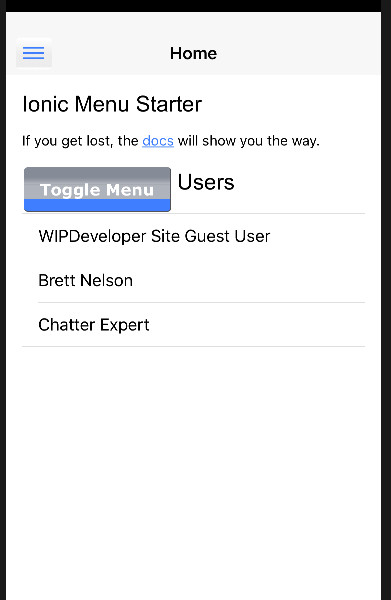 Home
Ionic Menu Starter
If you get lost, the docs will show you the way.
Toggle Menu Users
WIPDeveloper Site Guest User
Brett Nelson
Chatter Expert